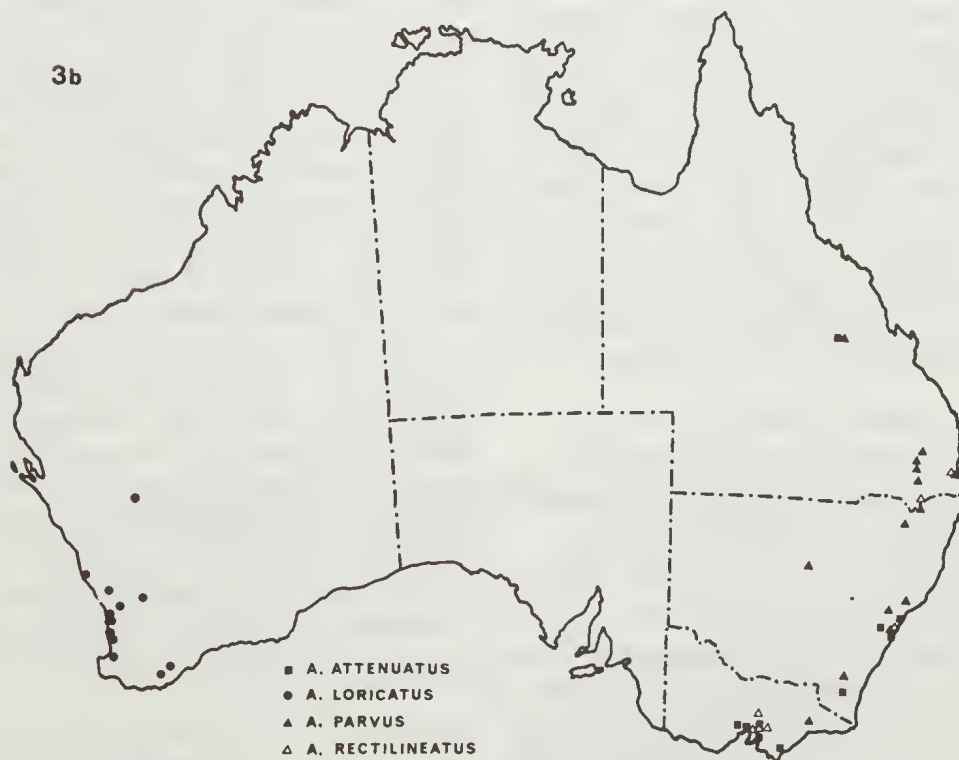 3b
A. ATTENUATUS
A. LORICATUS
A. PARVUS
A. RECTILINEATUS